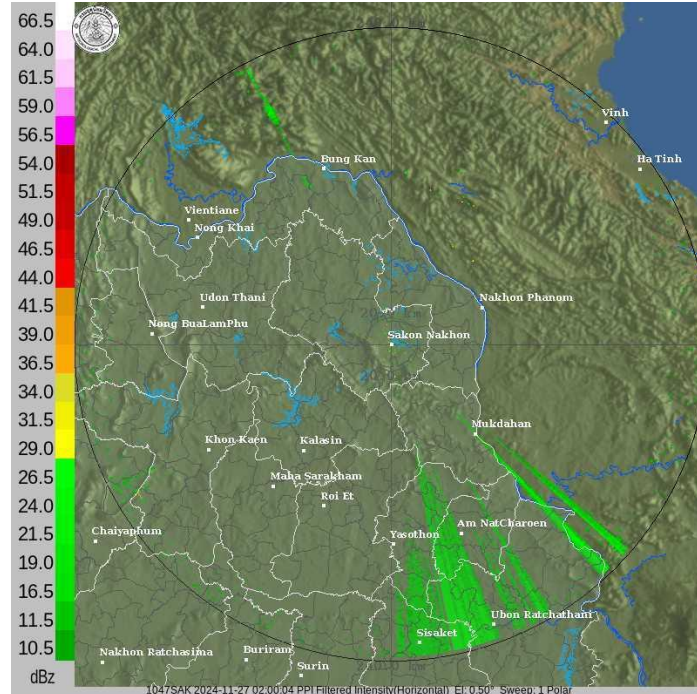 66.5
64.0
61.5
59.0
56.5
54.0
51.5
49.0
46.5
44.0
41.5
39.0
36.5
34.0
31.5
29.0
26.5
24.0
21.5
19.0
16.5
11.5
10.5
dBz
Vinh
Ha Tinh
Bung Kan
Vientiane
Nong Khai
Udon Thani
Nakhon Phanom
Nong BuaLamPhu
Sakon Nakhon
Mukdahan
Khon Kaen
Kalasin
Maha Sarakham
Roi Et
Am NatCharoen
Chaiyaphum
Yasothon
Ubon Ratchathani
Sisaket
Nakhon Ratchasima
Buriram
Surin
1047SAK 2024-11-27 02:00:04 PPI Filtered Intensity(Horizontal) El: 0.50° Sweep: 1 Polar